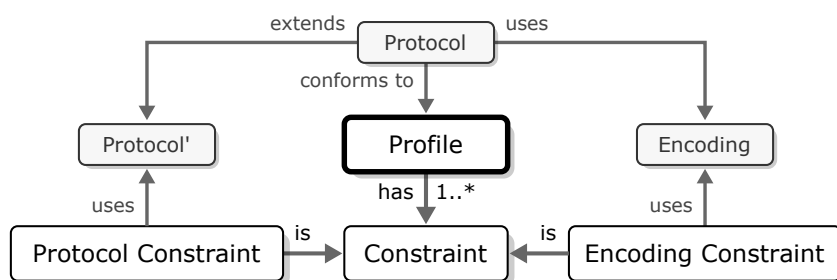 extends
Protocol
uses
conforms to
Protocol'
Profile
Encoding
has 1..*
uses
uses
Protocol Constraint
is
Constraint
is
Encoding Constraint